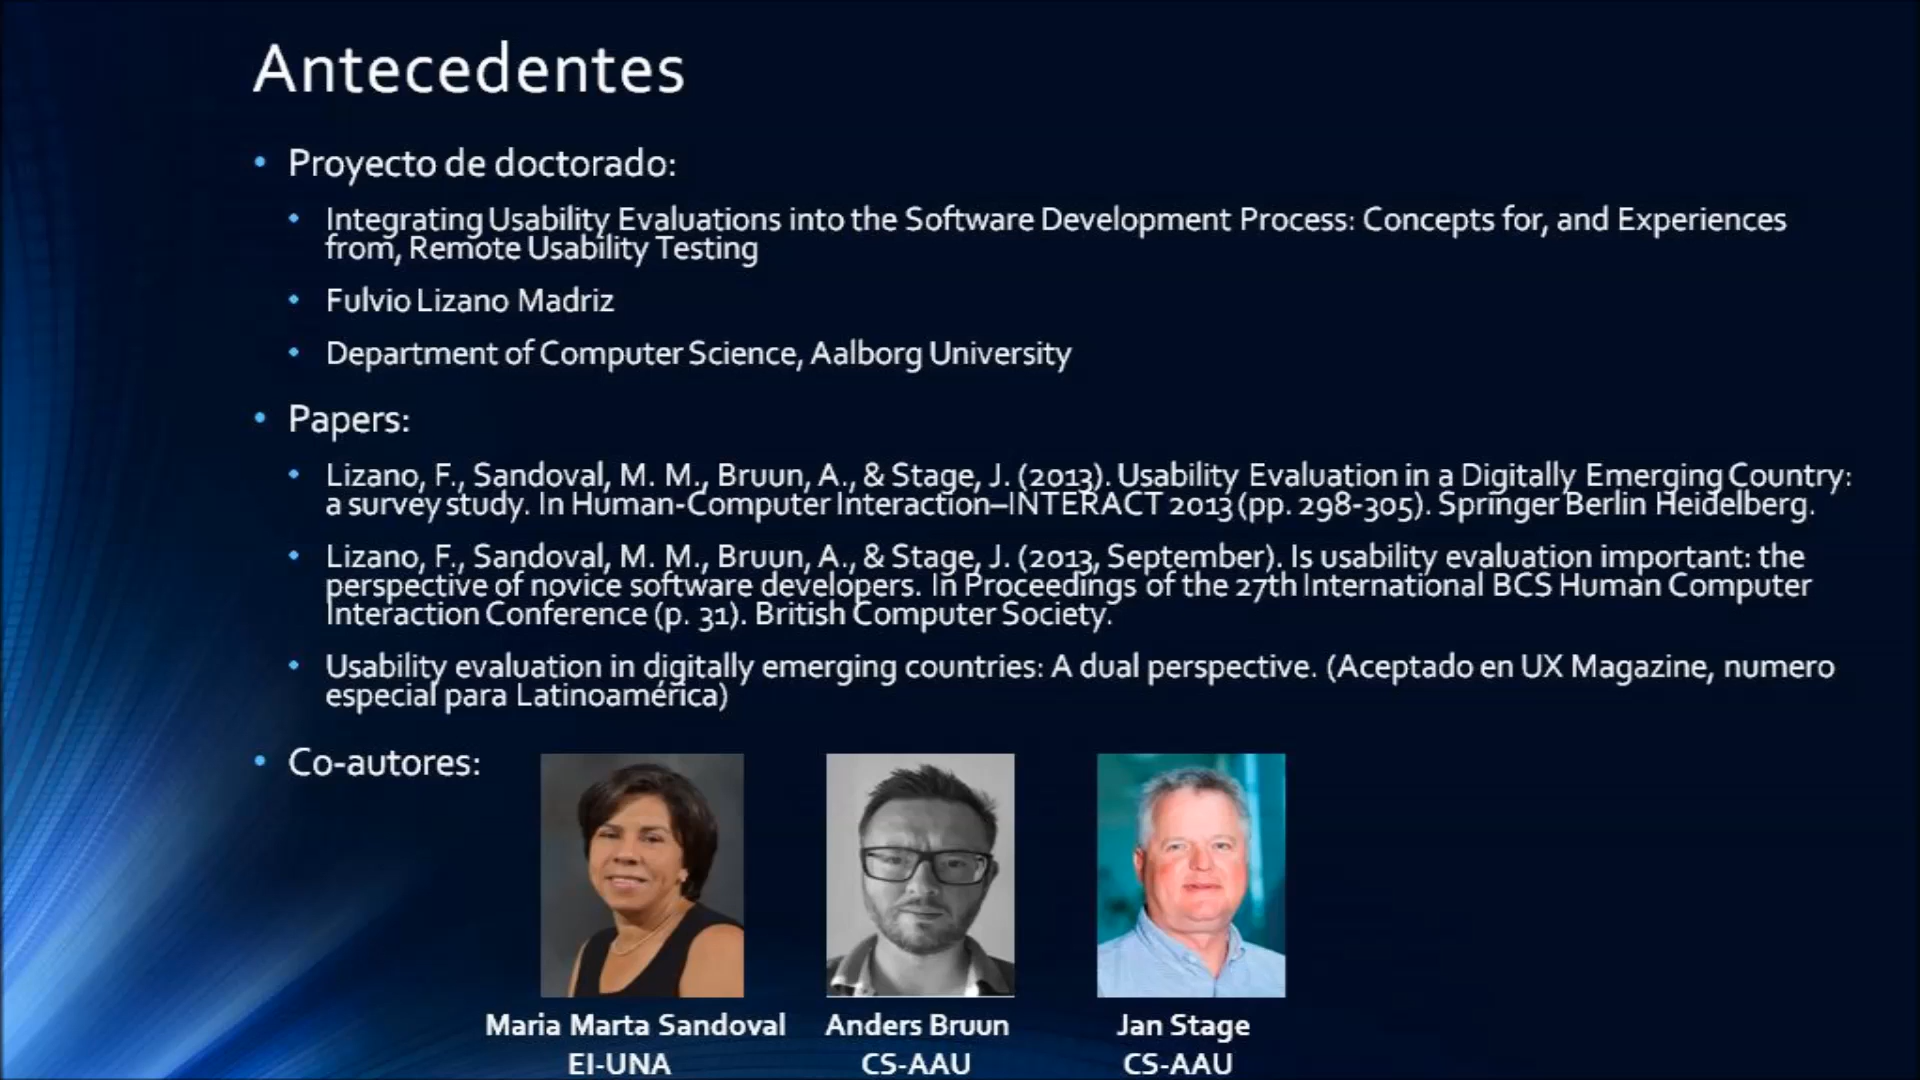 Antecedentes
• Proyecto de doctorado:
• Integrating Usability Evaluations into the Software Development Process: Concepts for, and Experiences
from, Remote Usability Testing
• Fulvio Lizano Madriz
• Department of Computer Science, Aalborg University
• Papers:
• Lizano, F., Sandoval, M. M., Bruun, A., & Stage, J. (2013). Usability Evaluation in a Digitally Emerging Country:
a survey study. In Human-Computer Interaction–INTERACT 2013 (pp. 298-305). Springer Berlin Heidelberg.
• Lizano, F., Sandoval, M. M., Bruun, A., & Stage, J. (2013, September). Is usability evaluation important: the
perspective of novice software developers. In Proceedings of the 27th International BCS Human Computer
Interaction Conference (p. 31). British Computer Society.
• Usability evaluation in digitally emerging countries: A dual perspective. (Aceptado en UX Magazine, numero
especial para Latinoamérica)
• Co-autores:
Maria Marta Sandoval
EI-UNA
Anders Bruun
CS-AAU
Jan Stage
CS-AAU